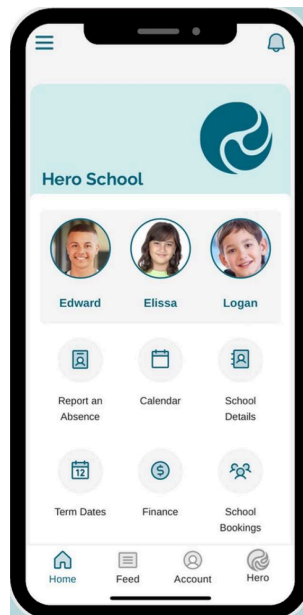 Hero School
Edward Elissa Logan
Report an Calendar School
Absence Details
12
Term Dates Finance School
Bookings
Home Feed Account Hero